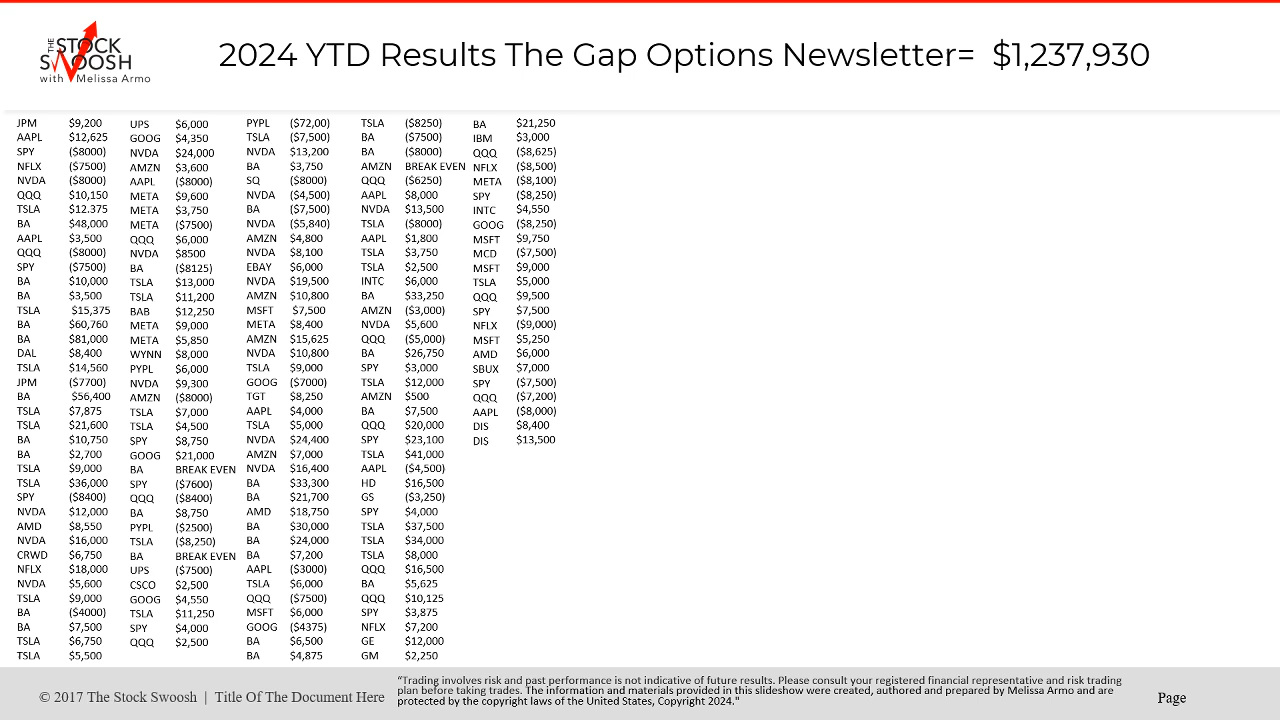 THE STOCK SWOOSH with Melissa Armo
2024 YTD Results The Gap Options Newsletter= $1,237,930
JPM $9,200
AAPL $12,625
SPY ($8000)
NFLX ($7500)
NVDA ($8000)
QQQ $10,150
TSLA $12.375
BA $48,000
AAPL $3,500
QQQ ($8000)
SPY ($7500)
BA $10,000
BA $3,500
TSLA $15,375
BA $60,760
BA $81,000
DAL $8,400
TSLA $14,560
JPM ($7700)
BA $56,400
TSLA $7,875
TSLA $21,600
BA $10,750
BA $2,700
TSLA $9,000
TSLA $36,000
SPY ($8400)
NVDA $12,000
AMD $8,550
NVDA $16,000
CRWD $6,750
NFLX $18,000
NVDA $5,600
TSLA $9,000
BA ($4000)
BA $7,500
TSLA $6,750
TSLA $5,500
UPS $6,000
GOOG $4,350
NVDA $24,000
AMZN $3,600
AAPL ($8000)
META $9,600
META $3,750
META ($7500)
QQQ $6,000
NVDA $8500
BA ($8125)
TSLA $13,000
TSLA $11,200
BAB $12,250
META $9,000
META $5,850
WYNN $8,000
PYPL $6,000
NVDA $9,300
AMZN ($8000)
TSLA $7,000
TSLA $4,500
SPY $8,750
GOOG $21,000
BA BREAK EVEN
SPY ($7600)
QQQ ($8400)
BA $8,750
PYPL ($2500)
TSLA ($8,250)
BA BREAK EVEN
UPS ($7500)
CSCO $2,500
GOOG $4,550
TSLA $11,250
SPY $4,000
QQQ $2,500
PYPL ($72,00)
TSLA ($7,500)
NVDA $13,200
BA $3,750
SQ ($8000)
NVDA ($4,500)
BA ($7,500)
NVDA ($5,840)
AMZN $4,800
NVDA $8,100
EBAY $6,000
NVDA $19,500
AMZN $10,800
MSFT $7,500
META $8,400
AMZN $15,625
NVDA $10,800
TSLA $9,000
GOOG ($7000)
TGT $8,250
AAPL $4,000
TSLA $5,000
NVDA $24,400
AMZN $7,000
NVDA $16,400
BA $33,300
BA $21,700
AMD $18,750
BA $30,000
BA $24,000
BA $7,200
AAPL ($3000)
TSLA $6,000
QQQ ($7500)
MSFT $6,000
GOOG ($4375)
BA $6,500
BA $4,875
TSLA ($8250)
BA ($7500)
BA ($8000)
AMZN BREAK EVEN
QQQ ($6250)
AAPL $8,000
NVDA $13,500
TSLA ($8000)
AAPL $1,800
TSLA $3,750
TSLA $2,500
INTC $6,000
BA $33,250
AMZN ($3,000)
NVDA $5,600
QQQ ($5,000)
BA $26,750
SPY $3,000
TSLA $12,000
AMZN $500
BA $7,500
QQQ $20,000
SPY $23,100
TSLA $41,000
AAPL ($4,500)
HD $16,500
GS ($3,250)
SPY $4,000
TSLA $37,500
TSLA $34,000
TSLA $8,000
QQQ $16,500
BA $5,625
QQQ $10,125
SPY $3,875
NFLX $7,200
GE $12,000
GM $2,250
BA $21,250
IBM $3,000
QQQ ($8,625)
NFLX ($8,500)
META ($8,100)
SPY ($8,250)
INTC $4,550
GOOG ($8,250)
MSFT $9,750
MCD ($7,500)
MSFT $9,000
TSLA $5,000
QQQ $9,500
SPY $7,500
NFLX ($9,000)
MSFT $5,250
AMD $6,000
SBUX $7,000
SPY ($7,500)
QQQ ($7,200)
AAPL ($8,000)
DIS $8,400
DIS $13,500
© 2017 The Stock Swoosh | Title Of The Document Here
"Trading involves risk and past performance is not indicative of future results. Please consult your registered financial representative and risk trading
plan before taking trades. The information and materials provided in this slideshow were created, authored and prepared by Melissa Armo and are
protected by the copyright laws of the United States, Copyright 2024."
Page